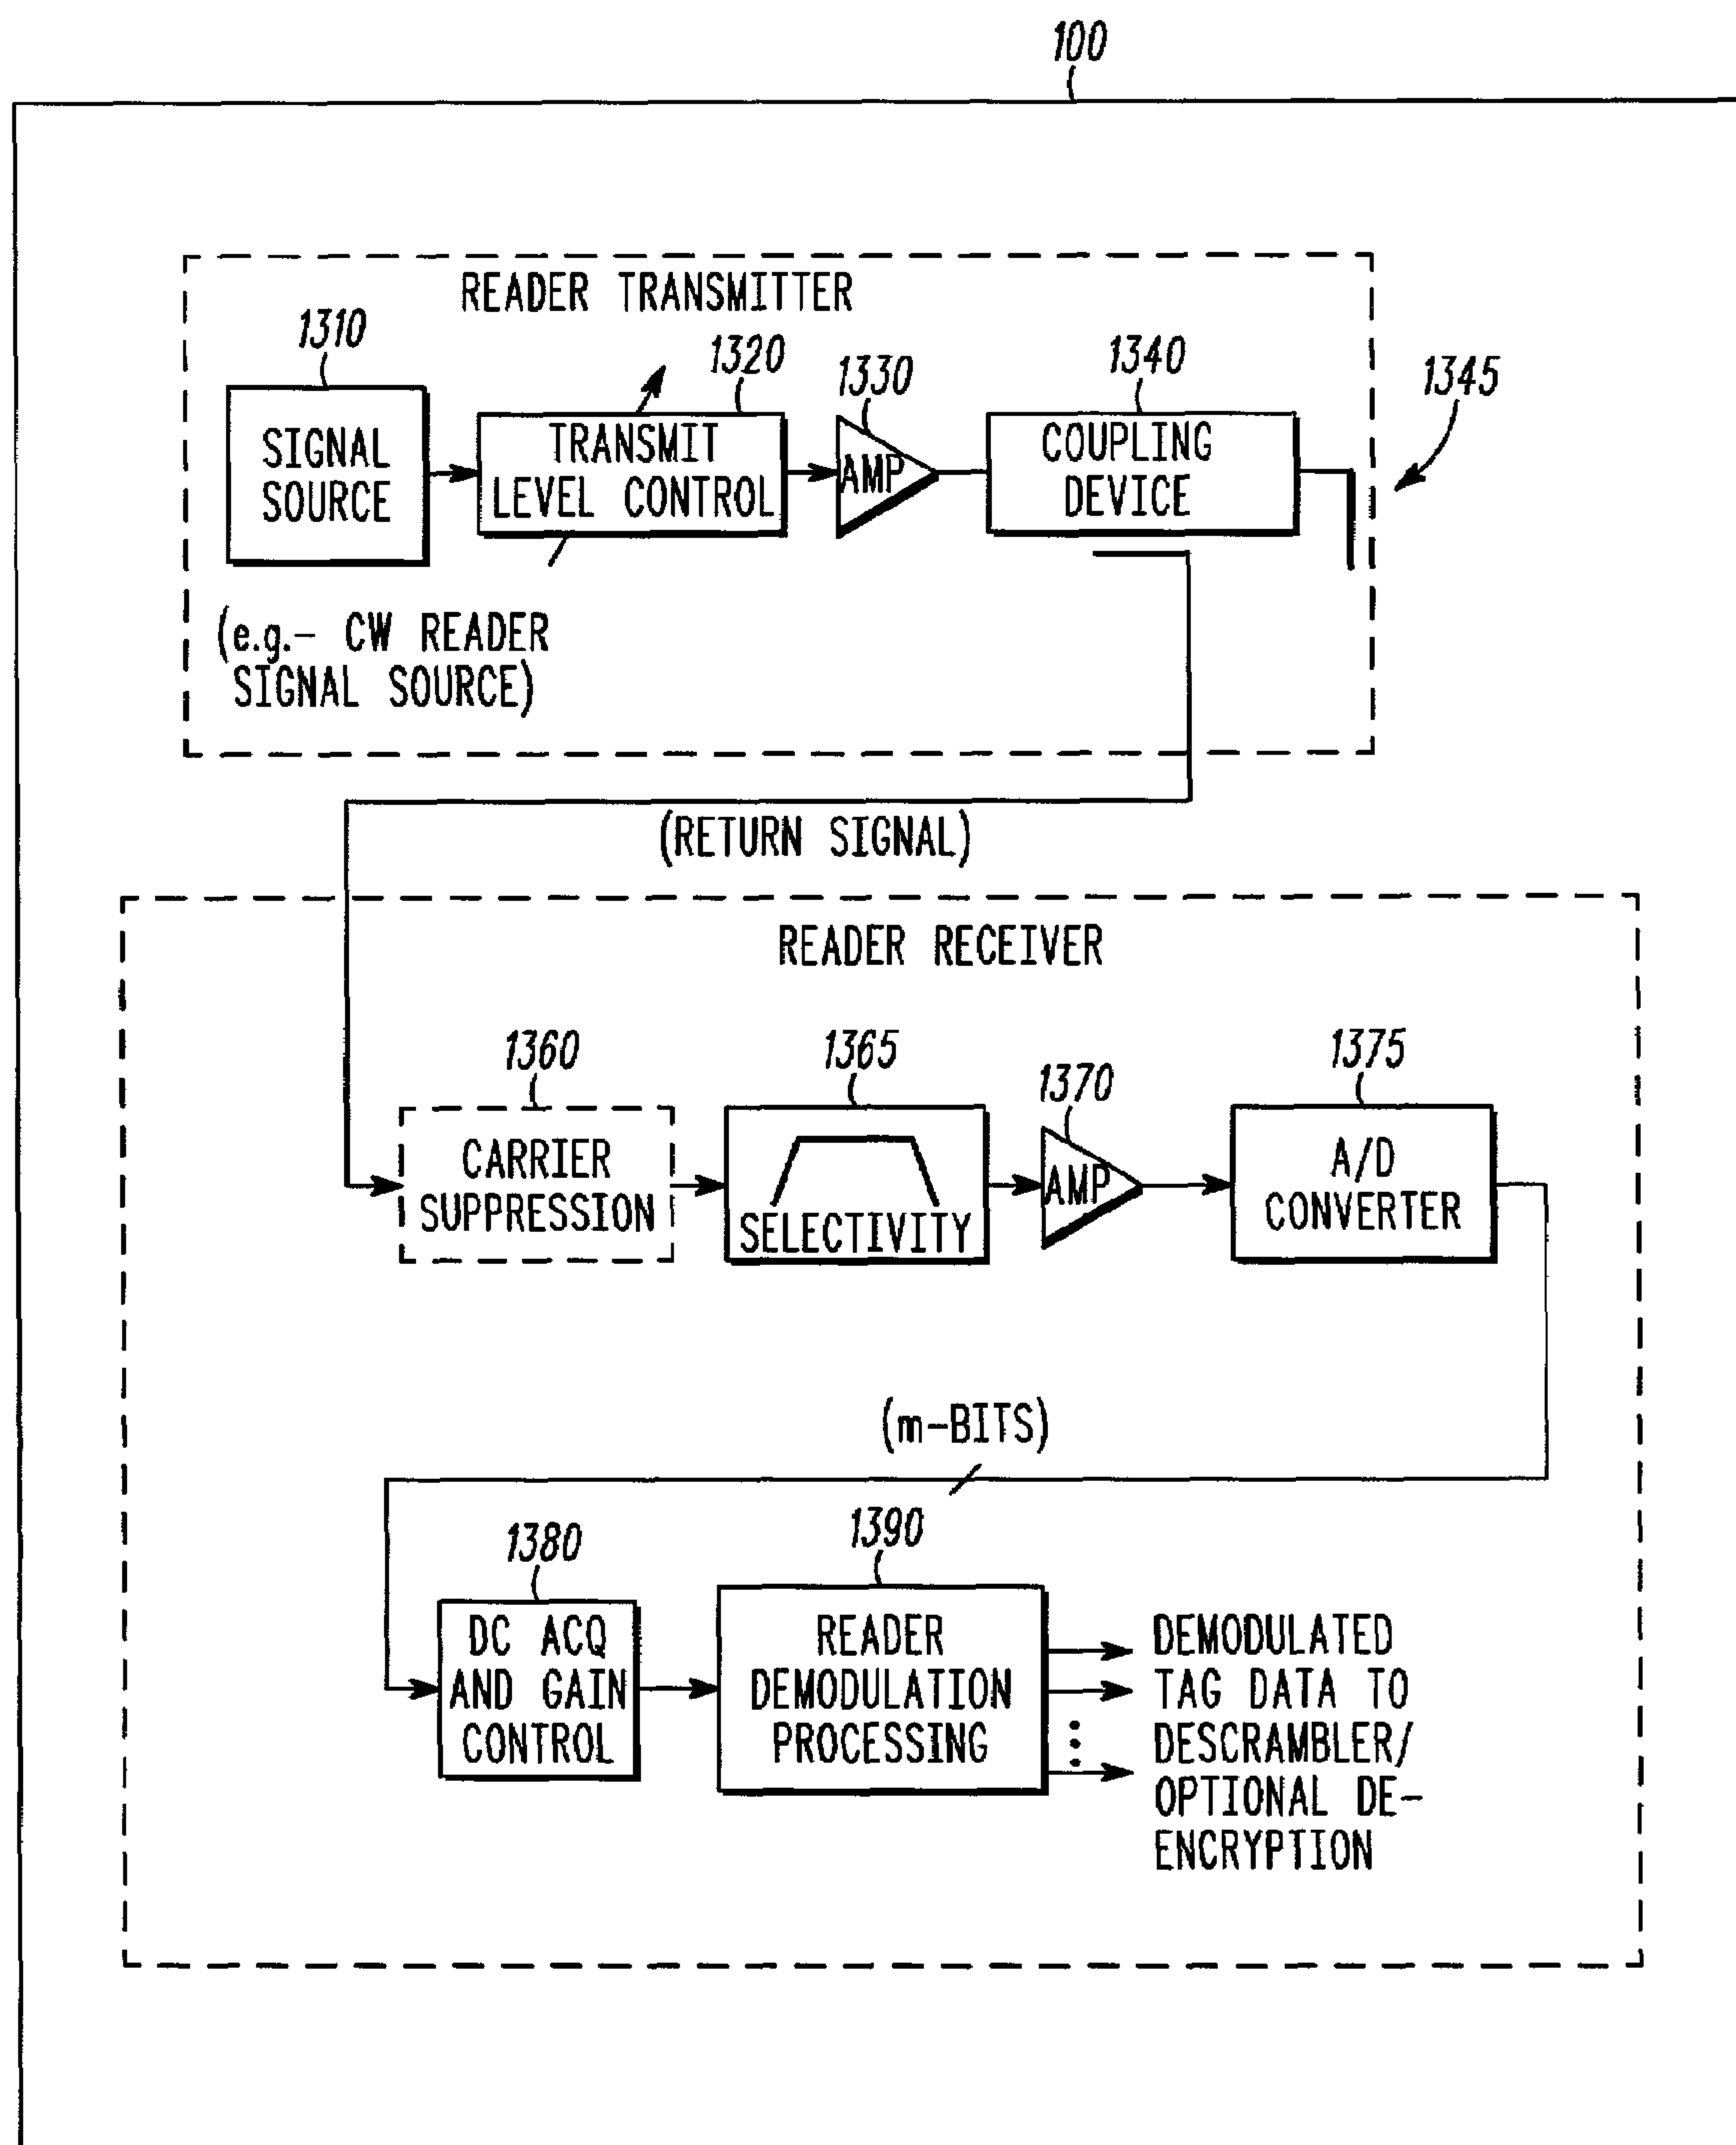 100
READER TRANSMITTER
1310
1320
1330
1340
1345
SIGNAL
SOURCE
TRANSMIT
LEVEL CONTROL
AMP
COUPLING
DEVICE
(e.g.- CW READER
SIGNAL SOURCE)
(RETURN SIGNAL)
READER RECEIVER
1360
1365
1370
1375
CARRIER
SUPPRESSION
SELECTIVITY
AMP
A/D
CONVERTER
(m-BITS)
1380
1390
DC ACQ
AND GAIN
CONTROL
READER
DEMODULATION
PROCESSING
DEMODULATED
TAG DATA TO
DESCRAMBLER/
OPTIONAL DE-
ENCRYPTION